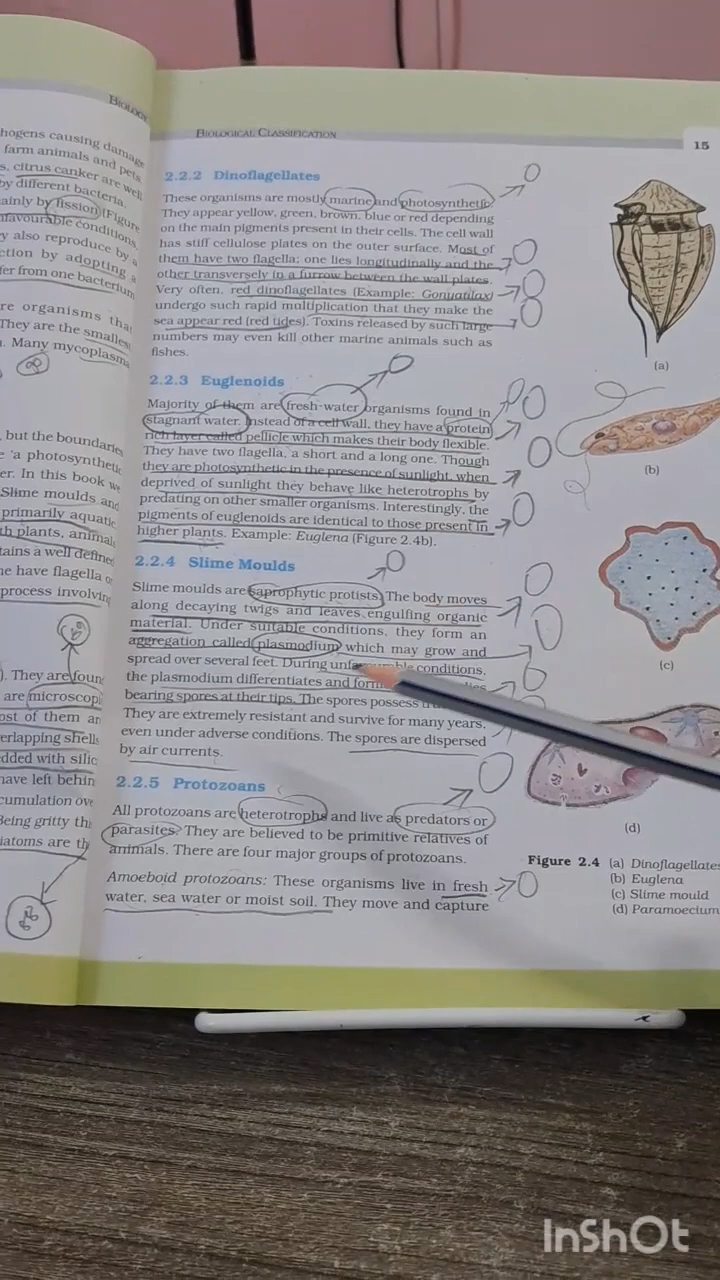 BIOLOGY
hogens causing damage
farm animals and pets
s, citrus canker are well
by different bacteria.
ainly by fission (Figure
nfavourable conditions,
y also reproduce by a
ction by adopting a
fer from one bacterium
re organisms that
They are the smallest
. Many mycoplasma
, but the boundaries
e 'a photosynthetic
er. In this book we
Slime moulds and
primarily aquatic
th plants, animals
tains a well defined
ne have flagella or
process involving
). They are found
are microscopic
ost of them are
verlapping shells
dded with silica
have left behind
cumulation over
Being gritty this
iatoms are the
BIOLOGICAL CLASSIFICATION
15
2.2.2 Dinoflagellates
These organisms are mostly marine and photosynthetic.
They appear yellow, green, brown, blue or red depending
on the main pigments present in their cells. The cell wall
has stiff cellulose plates on the outer surface. Most of
them have two flagella; one lies longitudinally and the
other transversely in a furrow between the wall plates.
Very often, red dinoflagellates (Example: Gonyaulax)
undergo such rapid multiplication that they make the
sea appear red (red tides). Toxins released by such large
numbers may even kill other marine animals such as
fishes.
2.2.3 Euglenoids
Majority of them are fresh water organisms found in
stagnant water. Instead of a cell wall, they have a protein
rich layer called pellicle which makes their body flexible.
They have two flagella, a short and a long one. Though
they are photosynthetic in the presence of sunlight, when
deprived of sunlight they behave like heterotrophs by
predating on other smaller organisms. Interestingly, the
pigments of euglenoids are identical to those present in
higher plants. Example: Euglena (Figure 2.4b).
2.2.4 Slime Moulds
Slime moulds are saprophytic protists. The body moves
along decaying twigs and leaves engulfing organic
material. Under suitable conditions, they form an
aggregation called plasmodium which may grow and
spread over several feet. During unfavourable conditions,
the plasmodium differentiates and form
bearing spores at their tips. The spores possess
They are extremely resistant and survive for many years,
even under adverse conditions. The spores are dispersed
by air currents.
2.2.5 Protozoans
All protozoans are heterotrophs and live as predators or
parasites. They are believed to be primitive relatives of
animals. There are four major groups of protozoans.
Amoeboid protozoans: These organisms live in fresh
water, sea water or moist soil. They move and capture
(a)
(b)
(c)
(d)
Figure 2.4 (a) Dinoflagellates
(b) Euglena
(c) Slime mould
(d) Paramoecium
InShOt